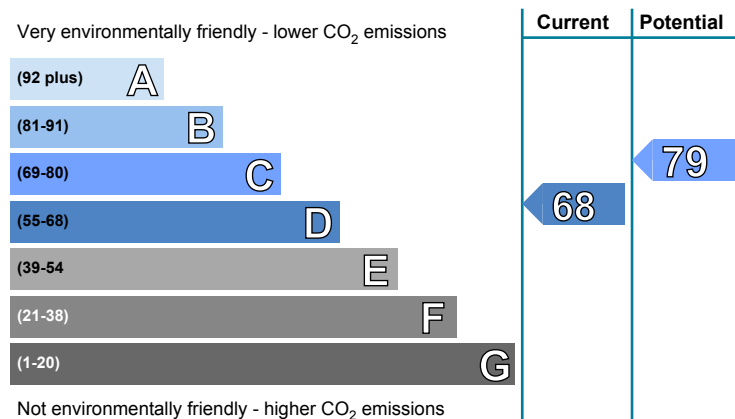 Very environmentally friendly - lower CO2 emissions
Current
Potential
(92 plus) A
(81-91) B
(69-80) C
79
(55-68) D
68
(39-54 E
(21-38) F
(1-20) G
Not environmentally friendly - higher CO2 emissions